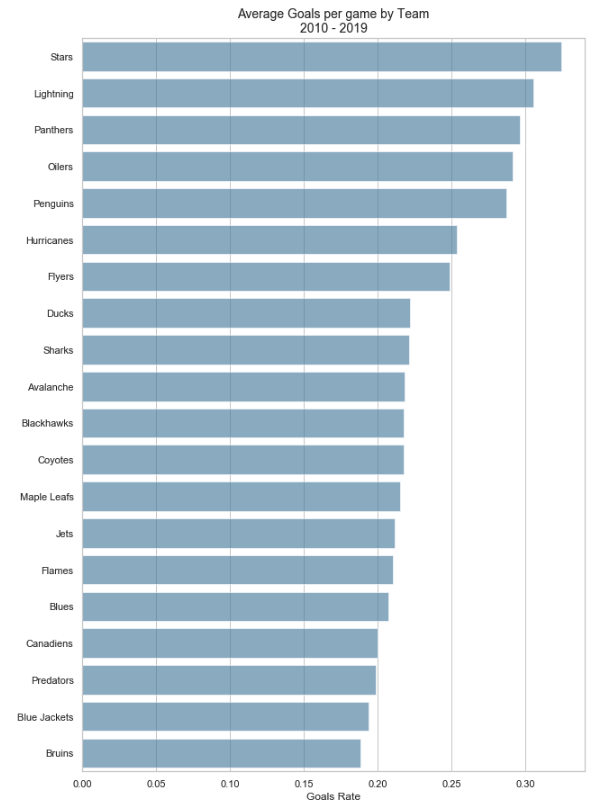 Average Goals per game by Team
2010 - 2019
Stars
Lightning
Panthers
Oilers
Penguins
Hurricanes
Flyers
Ducks
Sharks
Avalanche
Blackhawks
Coyotes
Maple Leafs
Jets
Flames
Blues
Canadiens
Predators
Blue Jackets
Bruins
0.00 0.05 0.10 0.15 0.20 0.25 0.30
Goals Rate